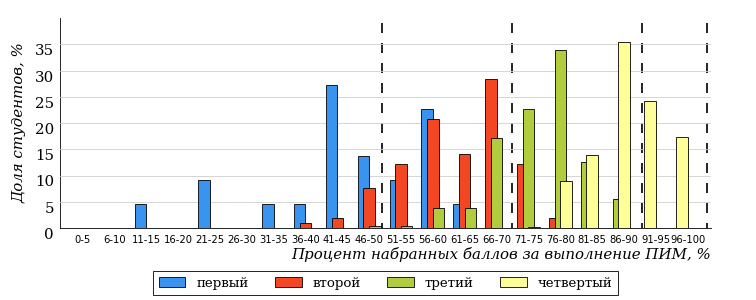 Доля студентов, %
35
30
25
20
15
10
5
0
0-5 6-10 11-15 16-20 21-25 26-30 31-35 36-40 41-45 46-50 51-55 56-60 61-65 66-70 71-75 76-80 81-85 86-90 91-95 96-100
Процент набранных баллов за выполнение ПИМ, %
первый второй третий четвертый